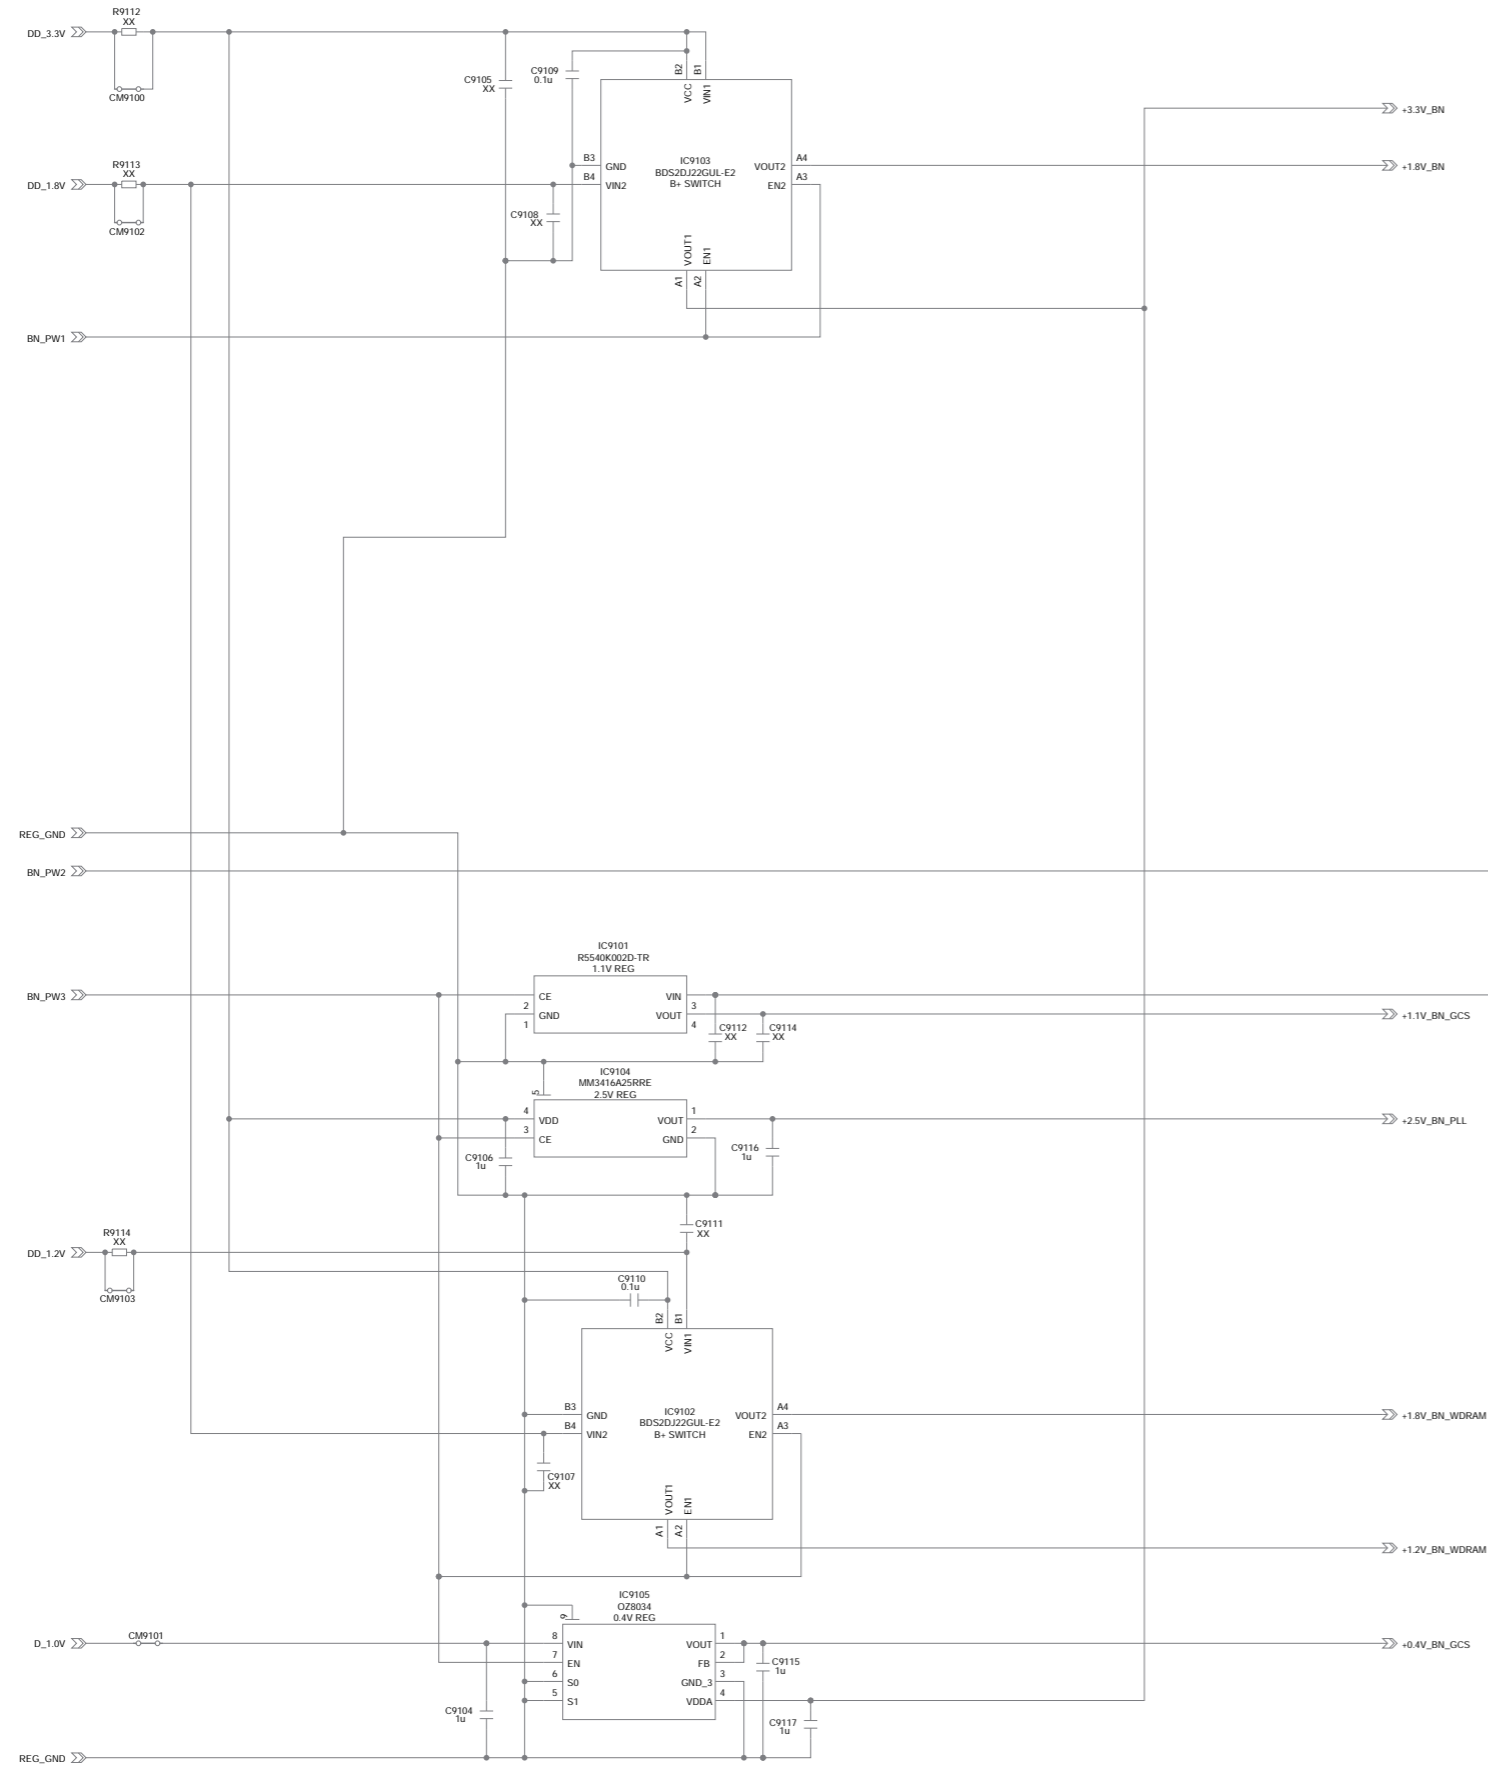 R9112
XX
DD_3.3V
CM9100
C9105
XX
C9109
0.1u
B2
B1
VCC
VIN1
+3.3V_BN
R9113
XX
DD_1.8V
CM9102
B3
GND
B4
VIN2
IC9103
BDS2DJ22GUL-E2
B+ SWITCH
VOUT2
A4
EN2
A3
+1.8V_BN
C9108
XX
VOUT1
EN1
A1
A2
BN_PW1
REG_GND
BN_PW2
IC9101
R5540K002D-TR
1.1V REG
BN_PW3
CE
VIN
2
GND
VOUT
3
1
4
C9112
XX
C9114
XX
+1.1V_BN_GCS
IC9104
MM3416A25RRE
2.5V REG
5
4
VDD
VOUT
1
3
CE
GND
2
+2.5V_BN_PLL
C9106
1u
C9116
1u
C9111
XX
R9114
XX
DD_1.2V
CM9103
C9110
0.1u
B2
B1
VCC
VIN1
B3
GND
B4
VIN2
IC9102
BDS2DJ22GUL-E2
B+ SWITCH
VOUT2
A4
EN2
A3
+1.8V_BN_WDRAM
C9107
XX
VOUT1
EN1
A1
A2
+1.2V_BN_WDRAM
IC9105
OZ8034
0.4V REG
9
D_1.0V
CM9101
8
VIN
VOUT
1
7
EN
FB
2
6
S0
GND_3
3
5
S1
VDDA
4
+0.4V_BN_GCS
C9115
1u
C9104
1u
C9117
1u
REG_GND